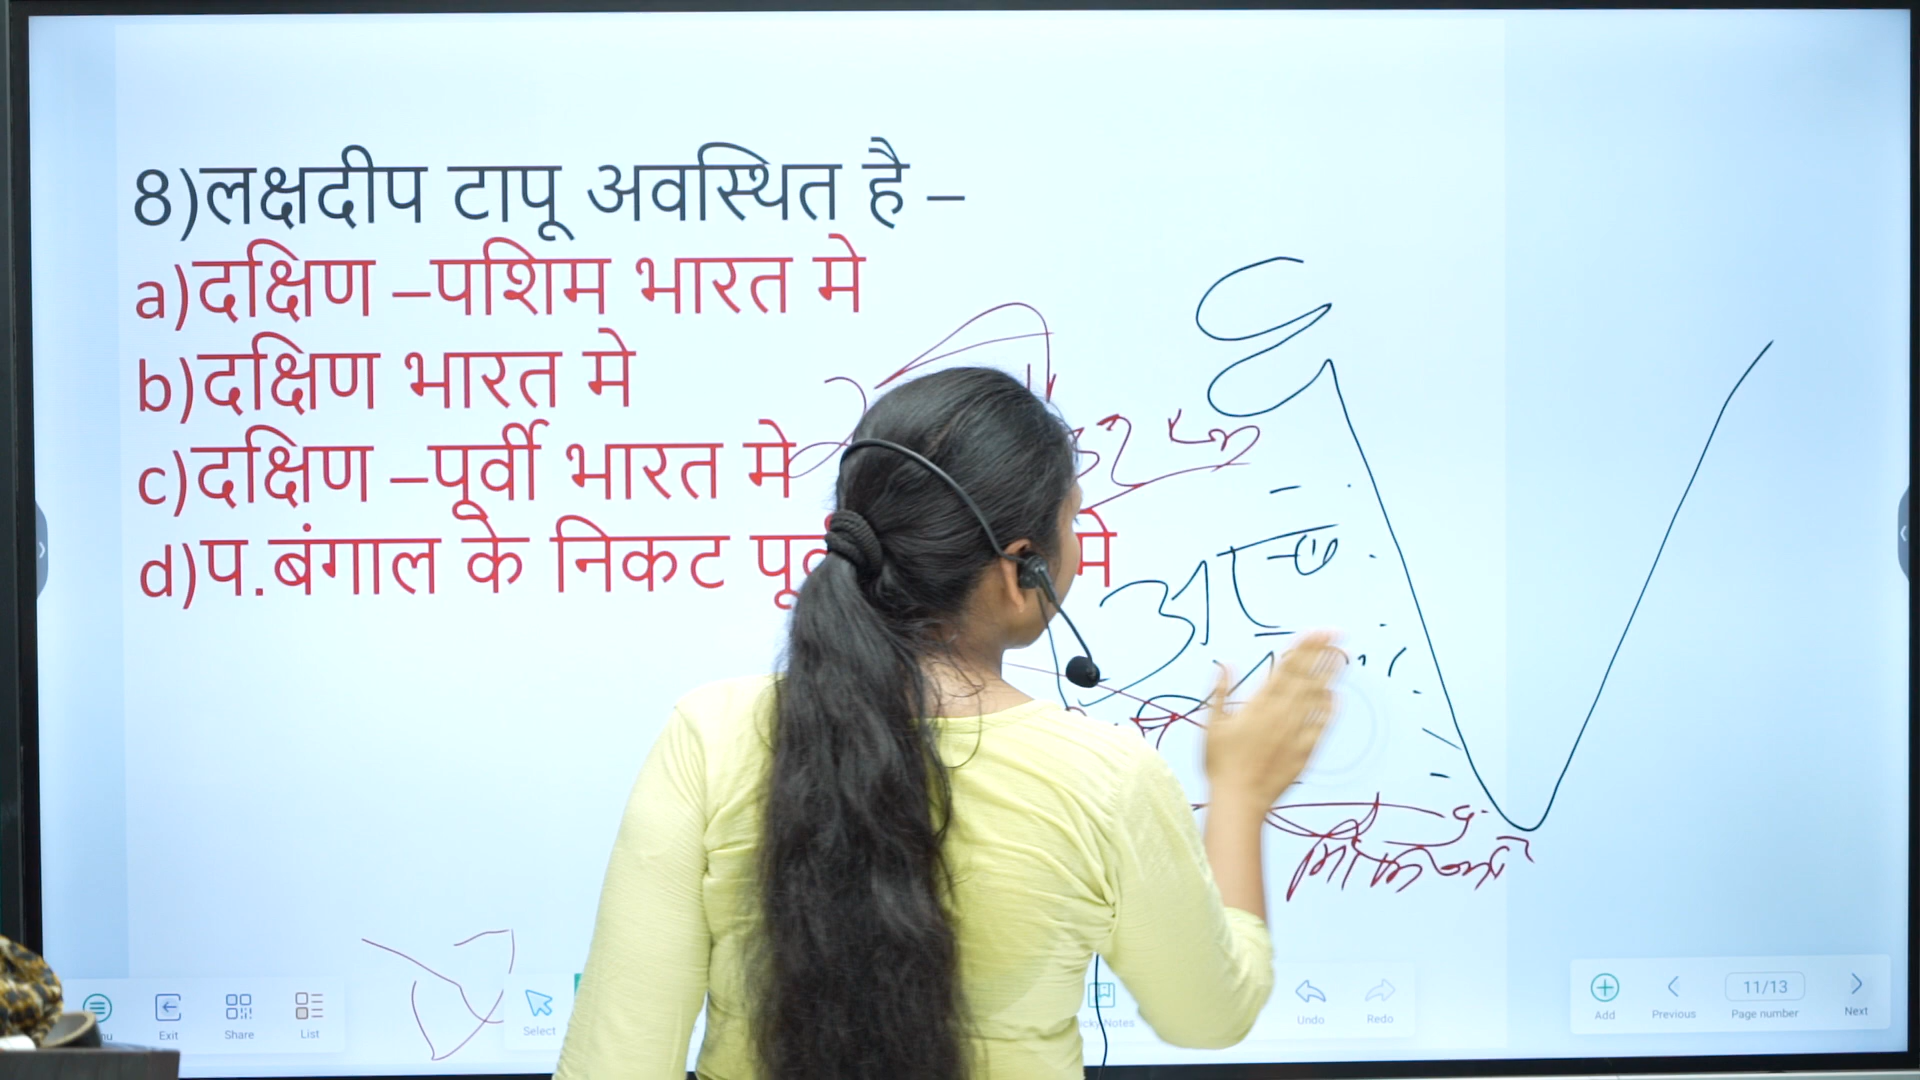 8)लक्षदीप टापू अवस्थित है –
a)दक्षिण –पशिम भारत मे
b)दक्षिण भारत मे
c)दक्षिण –पूर्वी भारत मे
d)प.बंगाल के निकट मे
Exit
Share
List
Select
Undo
Redo
Add
Previous
11/13
Page number
Next